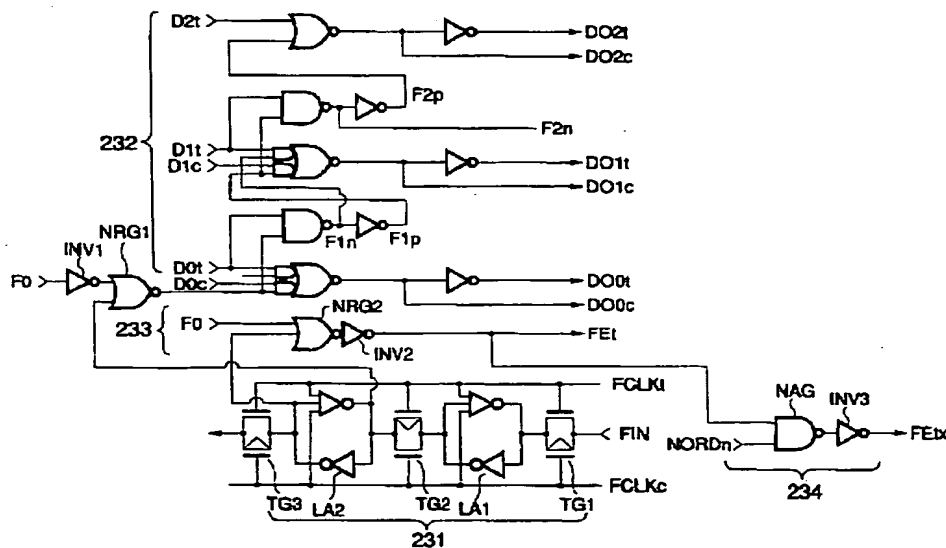 D2t
DO2t
DO2c
F2p
F2n
232
D1t
D1c
DO1t
DO1c
F1n
F1p
NRG1
INV1
F0
D0t
D0c
DO0t
DO0c
NRG2
233
F0
FEt
INV2
FCLKt
NAG
INV3
FIN
NORDn
FEtx
FCLKc
234
TG3
LA2
TG2
LA1
TG1
231